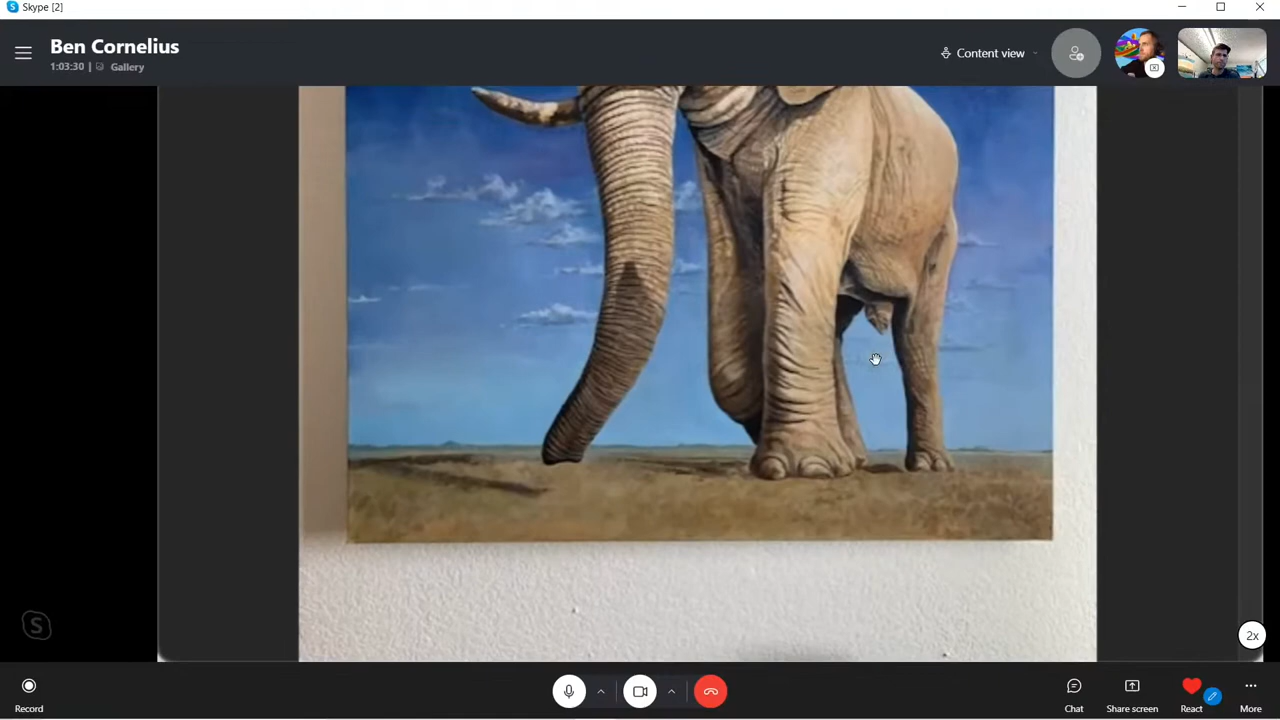 Skype [2]
Ben Cornelius
1:03:30 | Gallery
Content view
S
2x
Record
Chat
Share screen
React
More